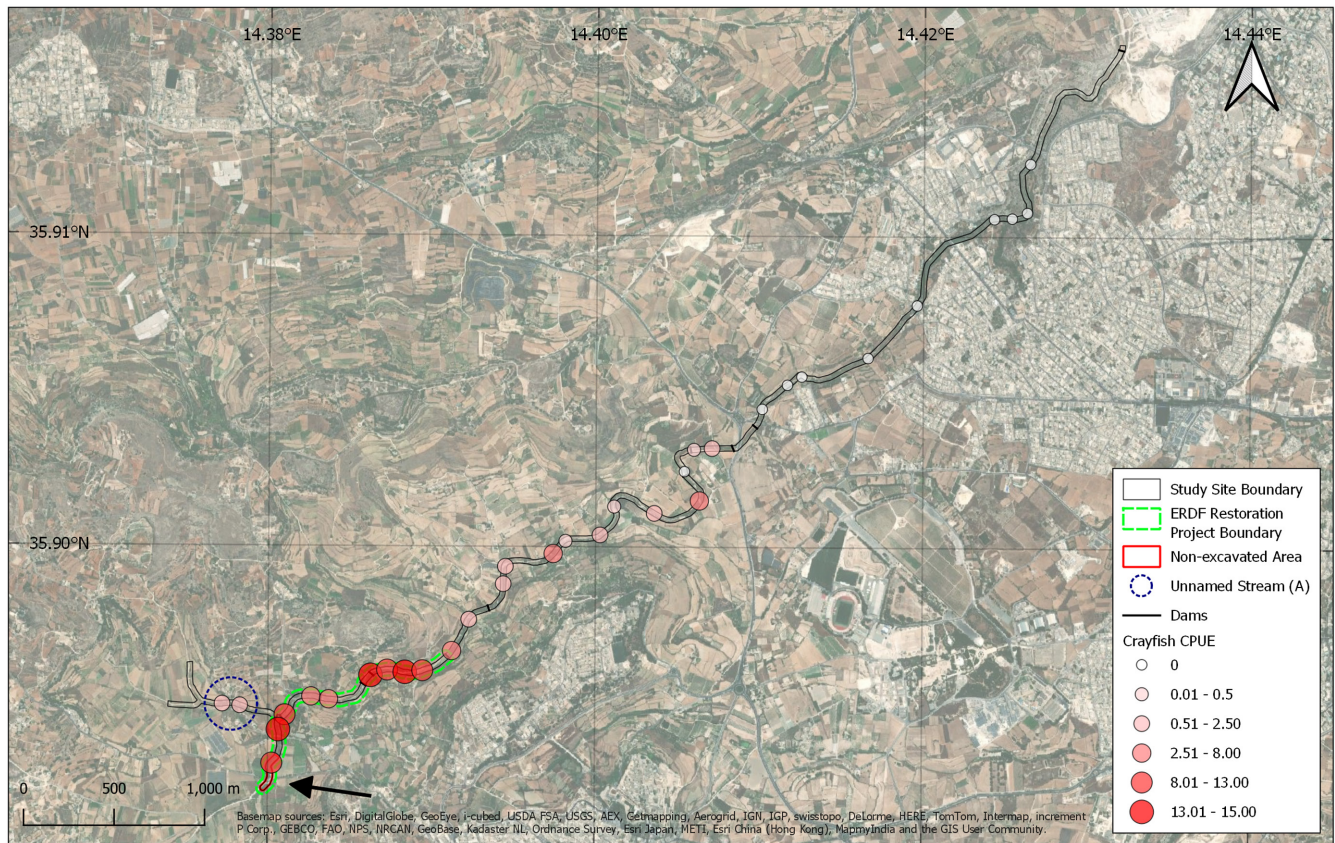 14.38°E
14.40°E
14.42°E
14.44°E
35.91°N
35.90°N
Study Site Boundary
ERDF Restoration
Project Boundary
Non-excavated Area
Unnamed Stream (A)
Dams
Crayfish CPUE
0
0.01 - 0.5
0.51 - 2.50
2.51 - 8.00
8.01 - 13.00
13.01 - 15.00
0 500 1,000 m
Basemap sources: Esri, DigitalGlobe, GeoEye, i-cubed, USDA FSA, USGS, AEX, Getmapping, Aerogrid, IGN, IGP, swisstopo, DeLorme, HERE, TomTom, Intermap, increment
P Corp., GEBCO, FAO, NPS, NRCAN, GeoBase, Kadaster NL, Ordnance Survey, Esri Japan, METI, Esri China (Hong Kong), MapmyIndia and the GIS User Community.